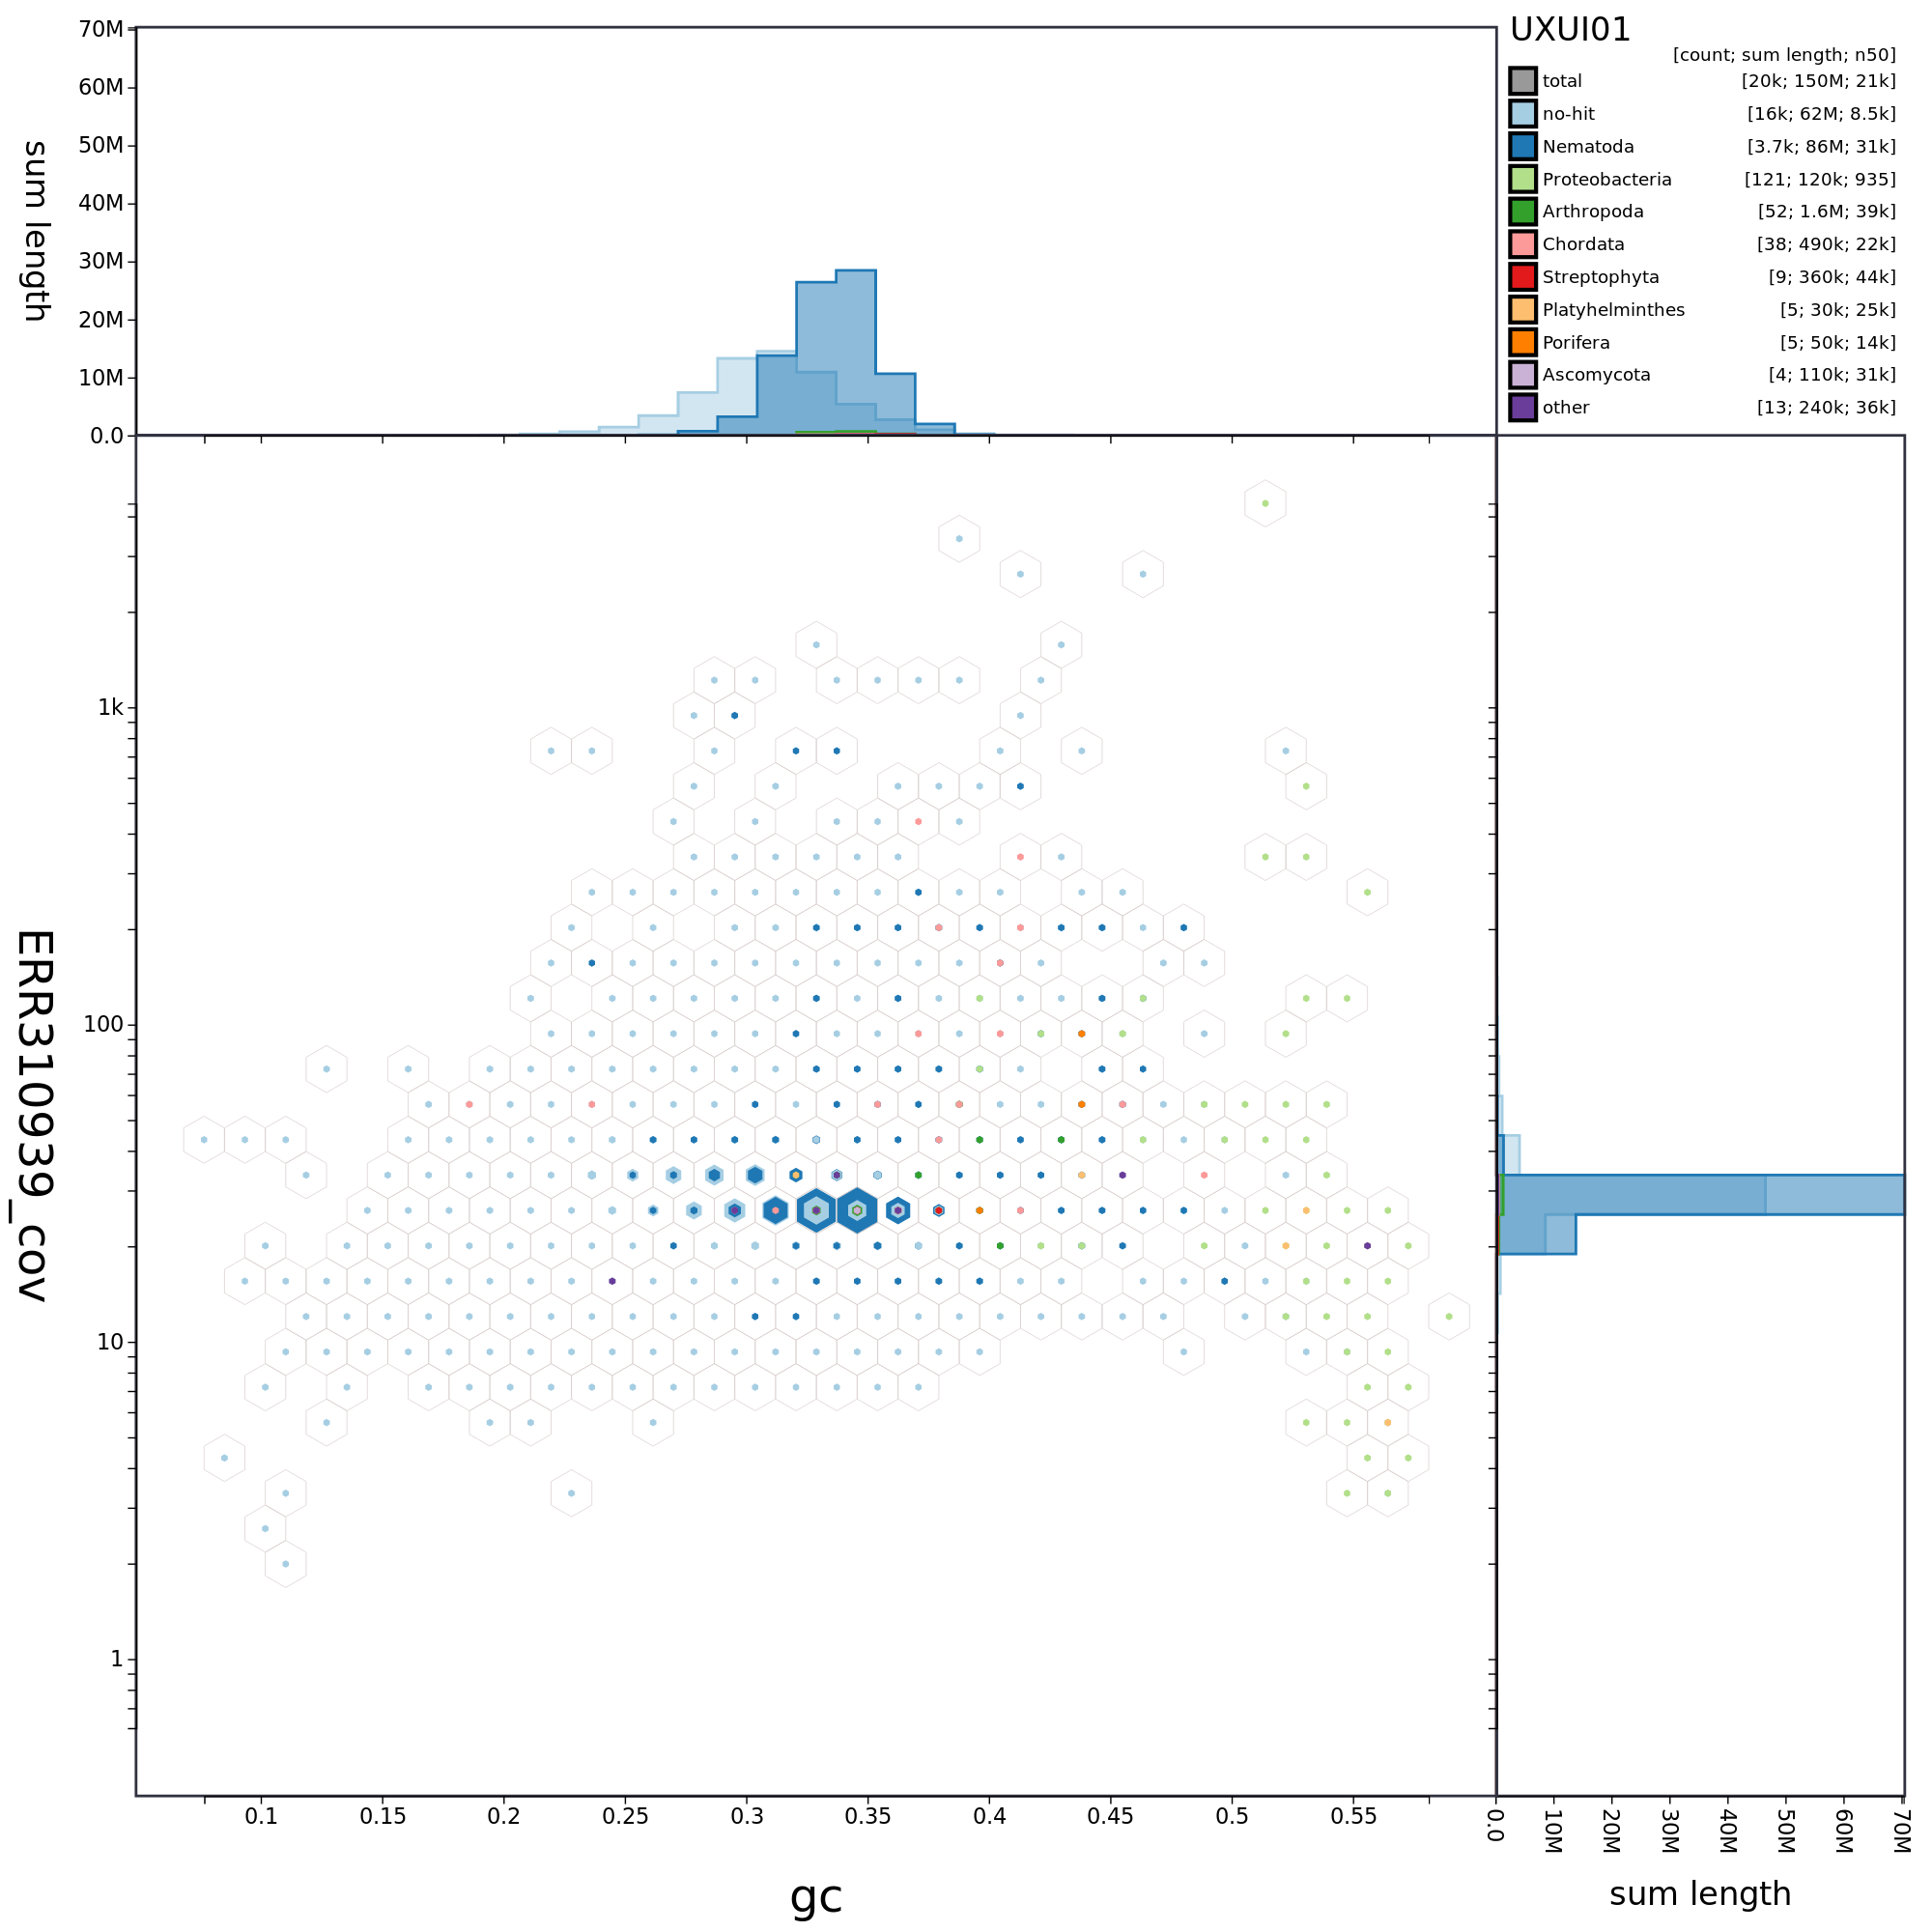 UXUI01
[count; sum length; n50]
total [20k; 150M; 21k]
no-hit [16k; 62M; 8.5k]
Nematoda [3.7k; 86M; 31k]
Proteobacteria [121; 120k; 935]
Arthropoda [52; 1.6M; 39k]
Chordata [38; 490k; 22k]
Streptophyta [9; 360k; 44k]
Platyhelminthes [5; 30k; 25k]
Porifera [5; 50k; 14k]
Ascomycota [4; 110k; 31k]
other [13; 240k; 36k]
70M
60M
50M
40M
30M
20M
10M
0.0
sum length
1k
100
10
1
ERR310939_cov
0.1 0.15 0.2 0.25 0.3 0.35 0.4 0.45 0.5 0.55
gc
0.0 10M 20M 30M 40M 50M 60M 70M
sum length